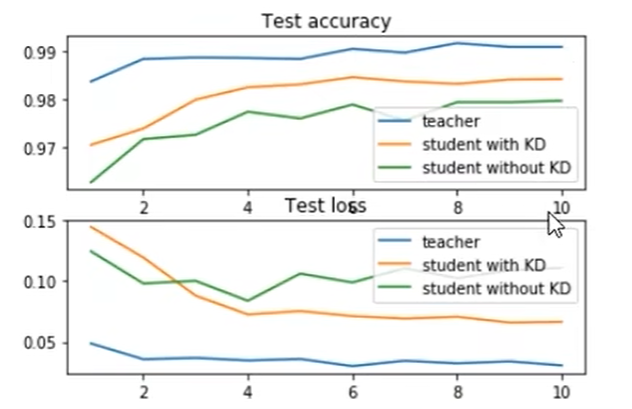 Test accuracy
0.99
0.98
0.97
teacher
student with KD
student without KD
2 4 6 8 10
Test loss
0.15
0.10
0.05
teacher
student with KD
student without KD
2 4 6 8 10